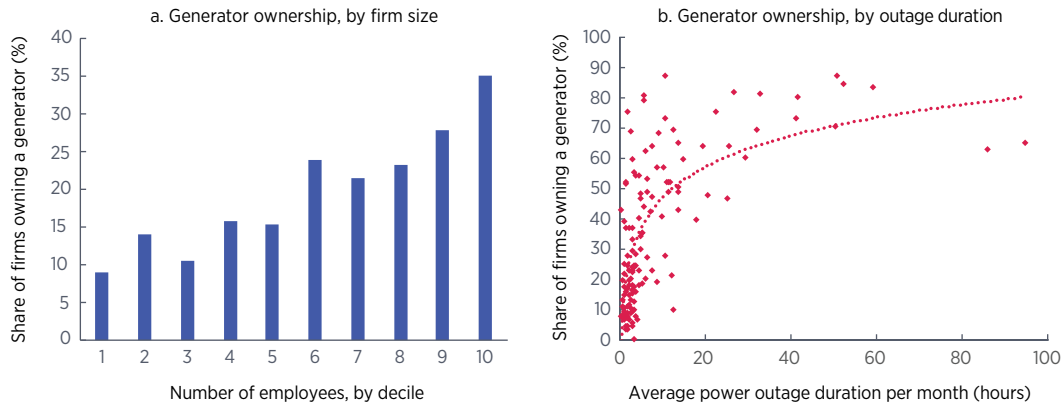 a. Generator ownership, by firm size
Share of firms owning a generator (%)
40
35
30
25
20
15
10
5
0
1 2 3 4 5 6 7 8 9 10
Number of employees, by decile
b. Generator ownership, by outage duration
Share of firms owning a generator (%)
100
90
80
70
60
50
40
30
20
10
0
0 20 40 60 80 100
Average power outage duration per month (hours)